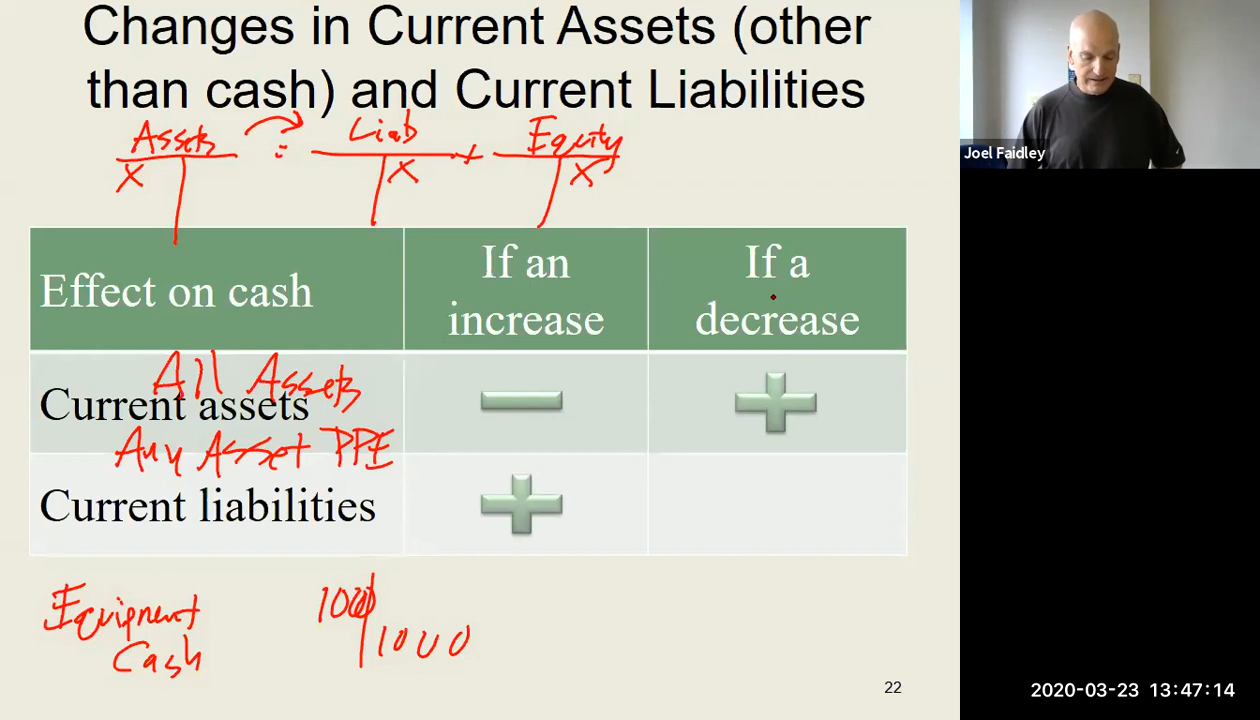 Changes in Current Assets (other
than cash) and Current Liabilities
Assets = Liab + Equity
X X X
Effect on cash
If an
increase
If a
decrease
All Assets
Current assets
Any Asset PPE
Current liabilities
Equipment 1000
Cash 1000
22
Joel Faidley
2020-03-23 13:47:14